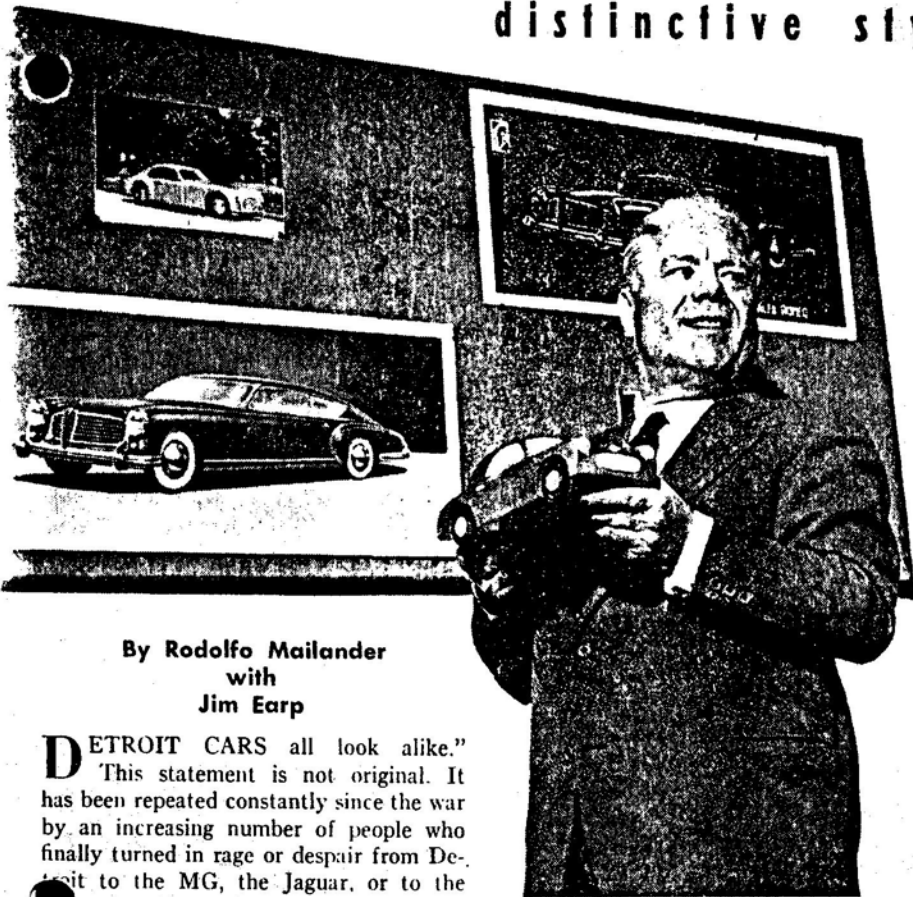 distinctive
ALFA ROMEO
By Rodolfo Mailander
with
Jim Earp
DETROIT CARS all look alike."
This statement is not original. It
has been repeated constantly since the war
by an increasing number of people who
finally turned in rage or despair from De-
troit to the MG, the Jaguar, or to the